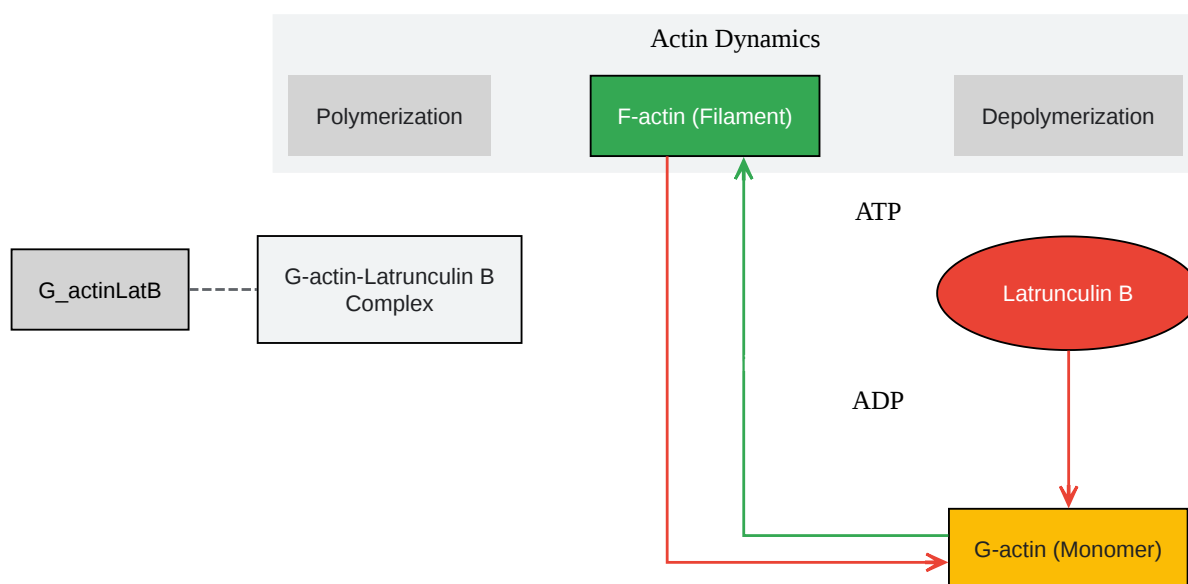 Actin Dynamics
Polymerization
F-actin (Filament)
Depolymerization
ATP
G_actinLatB
G-actin-Latrunculin B
Complex
Latrunculin B
ADP
G-actin (Monomer)